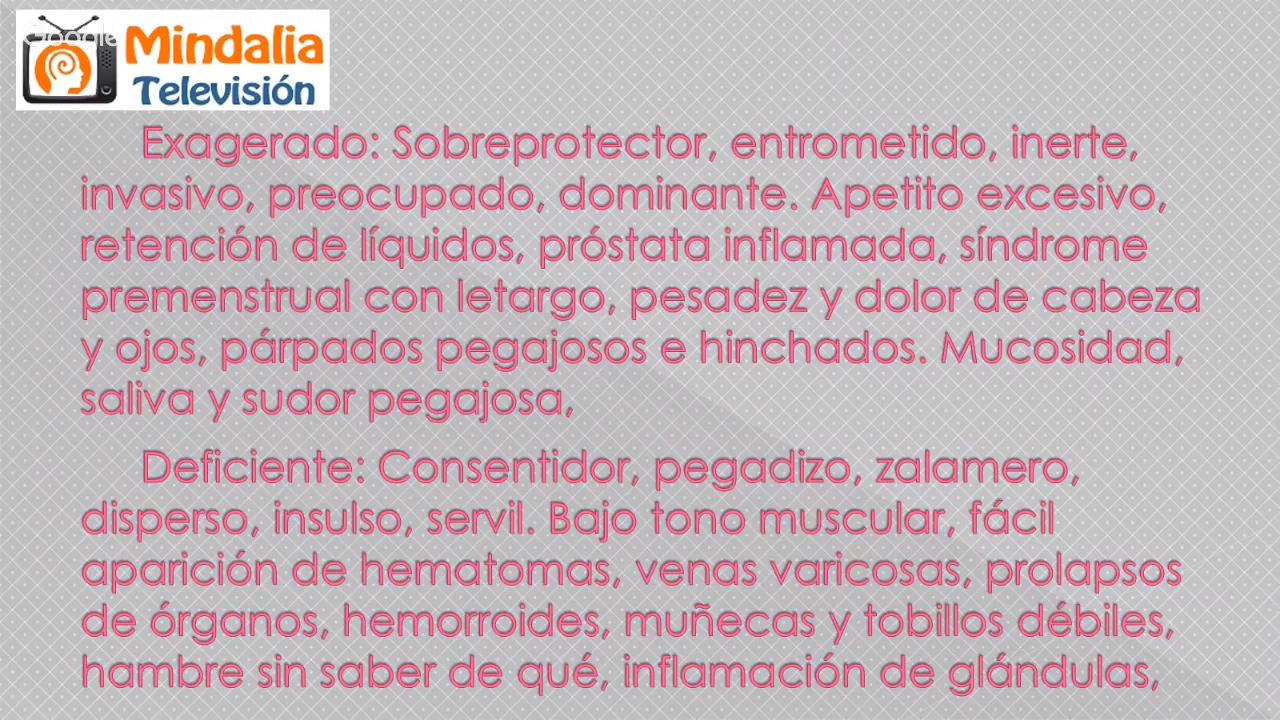 Google
Mindalia
Televisión
Exagerado: Sobreprotector, entrometido, inerte,
invasivo, preocupado, dominante. Apetito excesivo,
retención de líquidos, próstata inflamada, síndrome
premenstrual con letargo, pesadez y dolor de cabeza
y ojos, párpados pegajosos e hinchados. Mucosidad,
saliva y sudor pegajosa,
Deficiente: Consentidor, pegadizo, zalamero,
disperso, insulso, servil. Bajo tono muscular, fácil
aparición de hematomas, venas varicosas, prolapsos
de órganos, hemorroides, muñecas y tobillos débiles,
hambre sin saber de qué, inflamación de glándulas,